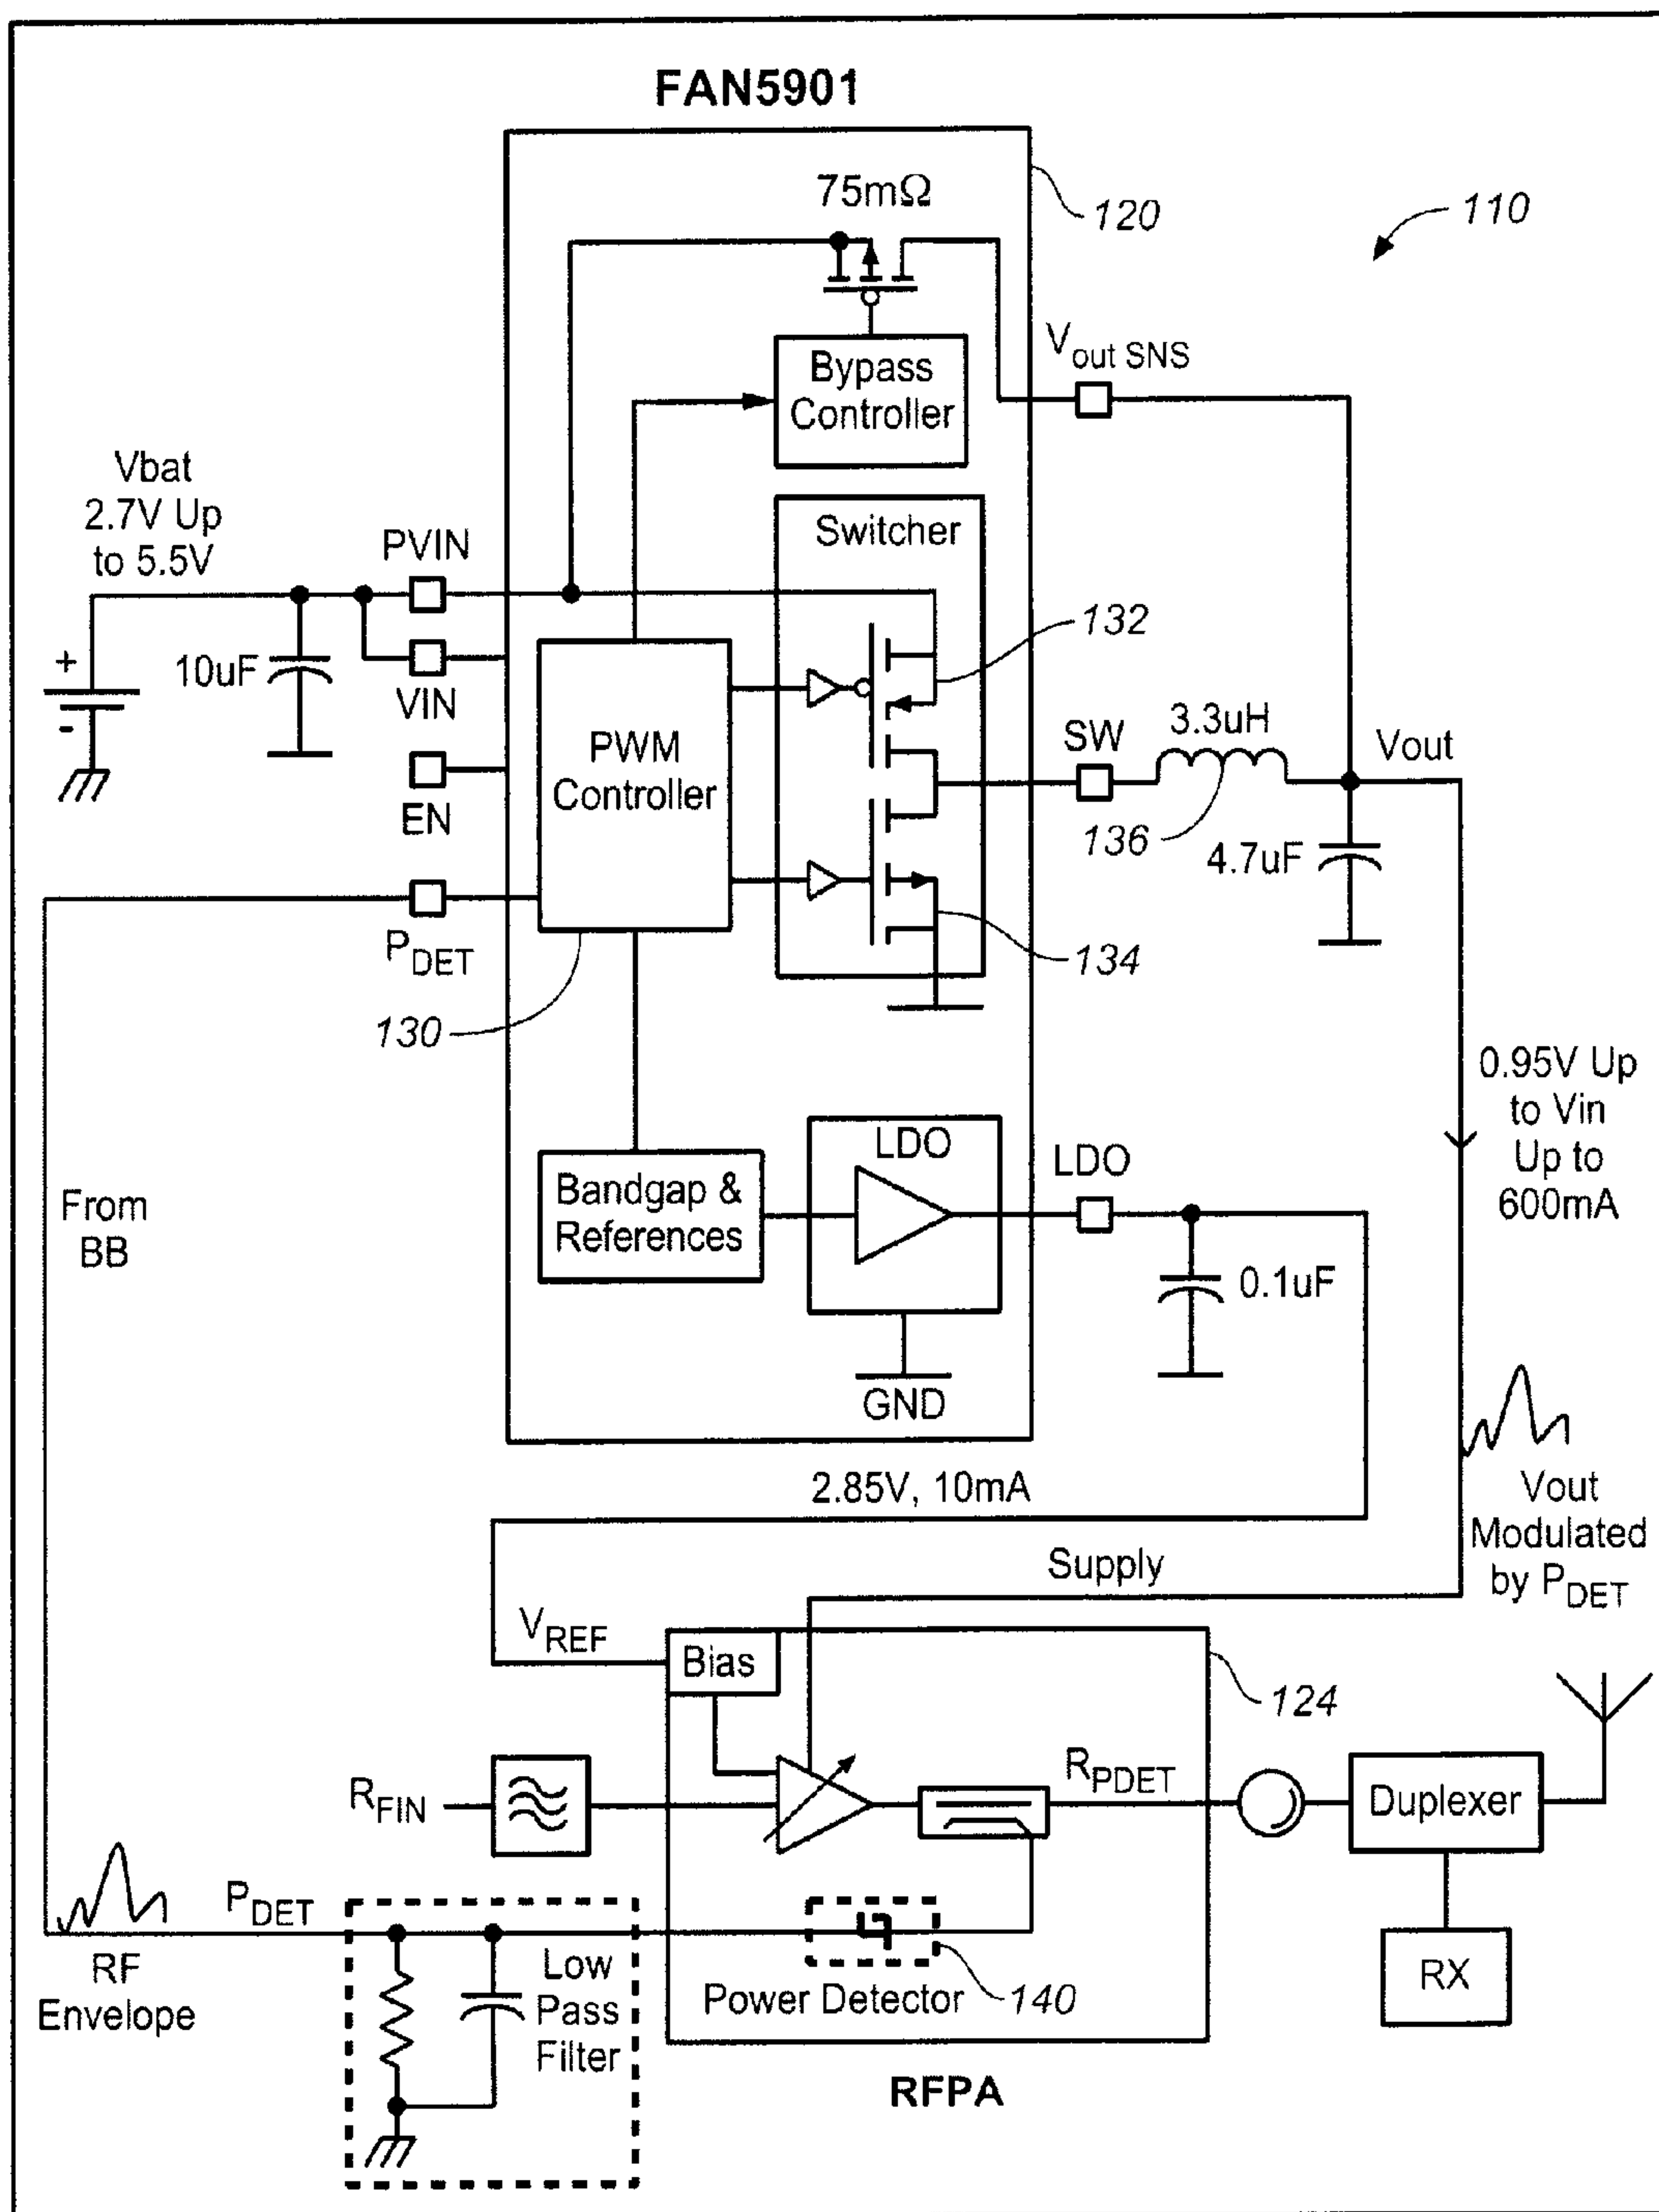 FAN5901
75mΩ
120
110
Bypass
Controller
Vout SNS
Vbat
2.7V Up
to 5.5V
PVIN
Switcher
132
+
-
10uF
VIN
PWM
Controller
SW
3.3uH
Vout
EN
136
4.7uF
PDET
134
130
0.95V Up
to Vin
Up to
600mA
From
BB
Bandgap &
References
LDO
LDO
0.1uF
GND
2.85V, 10mA
Vout
Modulated
by PDET
Supply
VREF
Bias
124
RFIN
RPDET
Duplexer
PDET
RF
Envelope
Low
Pass
Filter
Power Detector
140
RX
RFPA